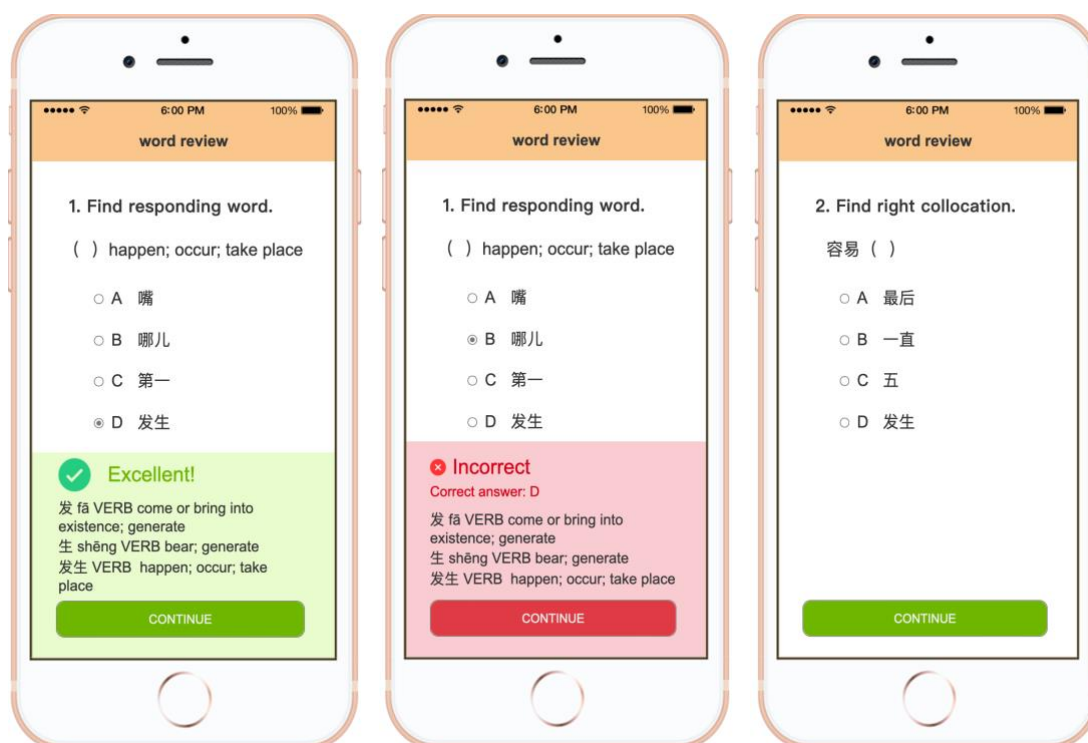 6:00 PM
100%
word review
1. Find responding word.
( ) happen; occur; take place
A 嘴
B 哪儿
C 第一
D 发生
Excellent!
发 fā VERB come or bring into
existence; generate
生 shēng VERB bear; generate
发生 VERB happen; occur; take
place
CONTINUE
6:00 PM
100%
word review
1. Find responding word.
( ) happen; occur; take place
A 嘴
B 哪儿
C 第一
D 发生
Incorrect
Correct answer: D
发 fā VERB come or bring into
existence; generate
生 shēng VERB bear; generate
发生 VERB happen; occur; take place
CONTINUE
6:00 PM
100%
word review
2. Find right collocation.
容易 ( )
A 最后
B 一直
C 五
D 发生
CONTINUE